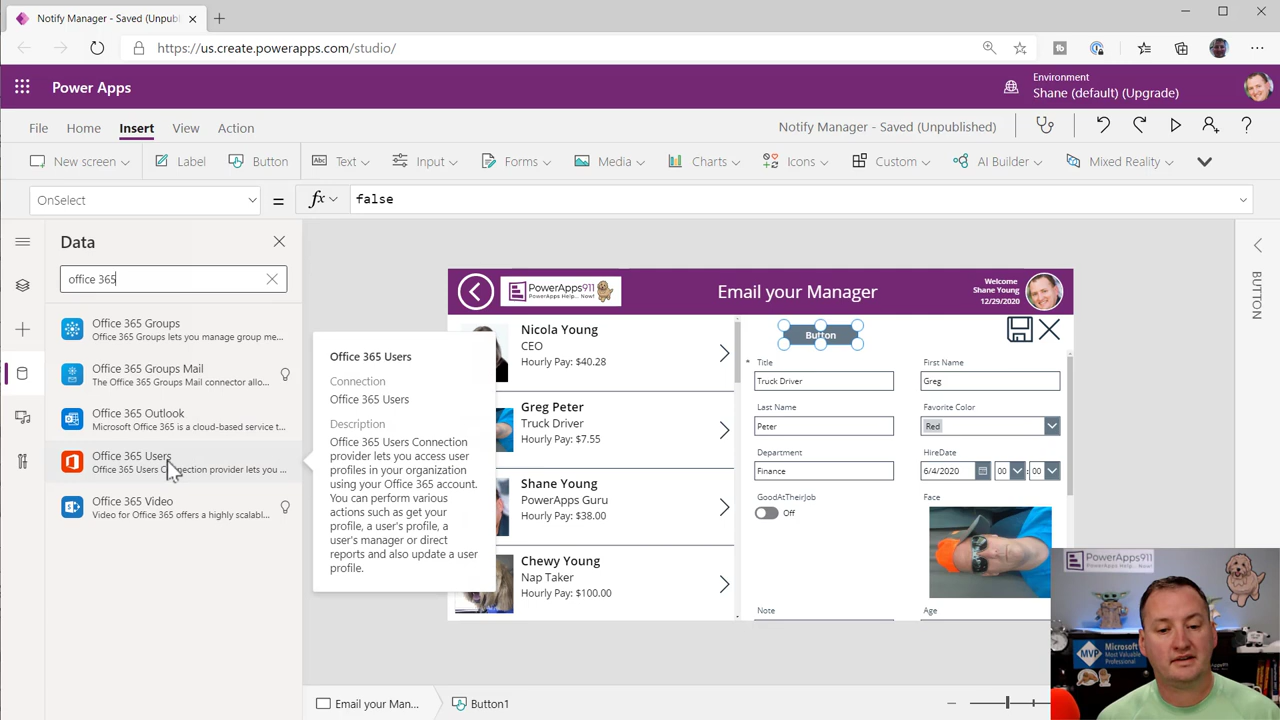 Notify Manager - Saved (Unpubli
https://us.create.powerapps.com/studio/
Power Apps
Environment
Shane (default) (Upgrade)
File Home Insert View Action
Notify Manager - Saved (Unpublished)
New screen Label Button Text Input Forms Media Charts Icons Custom AI Builder Mixed Reality
OnSelect = fx false
Data
office 365
Office 365 Groups
Office 365 Groups lets you manage group me...
Office 365 Groups Mail
The Office 365 Groups Mail connector allo...
Office 365 Outlook
Microsoft Office 365 is a cloud-based service t...
Office 365 Users
Office 365 Users Connection provider lets you ...
Office 365 Video
Video for Office 365 offers a highly scalabl...
Office 365 Users
Connection
Office 365 Users
Description
Office 365 Users Connection
provider lets you access user
profiles in your organization
using your Office 365 account.
You can perform various
actions such as get your
profile, a user's profile, a
user's manager or direct
reports and also update a user
profile.
PowerApps911
PowerApps Help... Now!
Email your Manager
Welcome
Shane Young
12/29/2020
Nicola Young
CEO
Hourly Pay: $40.28
Greg Peter
Truck Driver
Hourly Pay: $7.55
Shane Young
PowerApps Guru
Hourly Pay: $38.00
Chewy Young
Nap Taker
Hourly Pay: $100.00
Button
* Title
Truck Driver
First Name
Greg
Last Name
Peter
Favorite Color
Red
Department
Finance
HireDate
6/4/2020 00 : 00
GoodAtTheirJob
Off
Face
Note
Age
BUTTON
Email your Man...
Button1
PowerApps911
Microsoft
MVP
Most Valuable
Professional